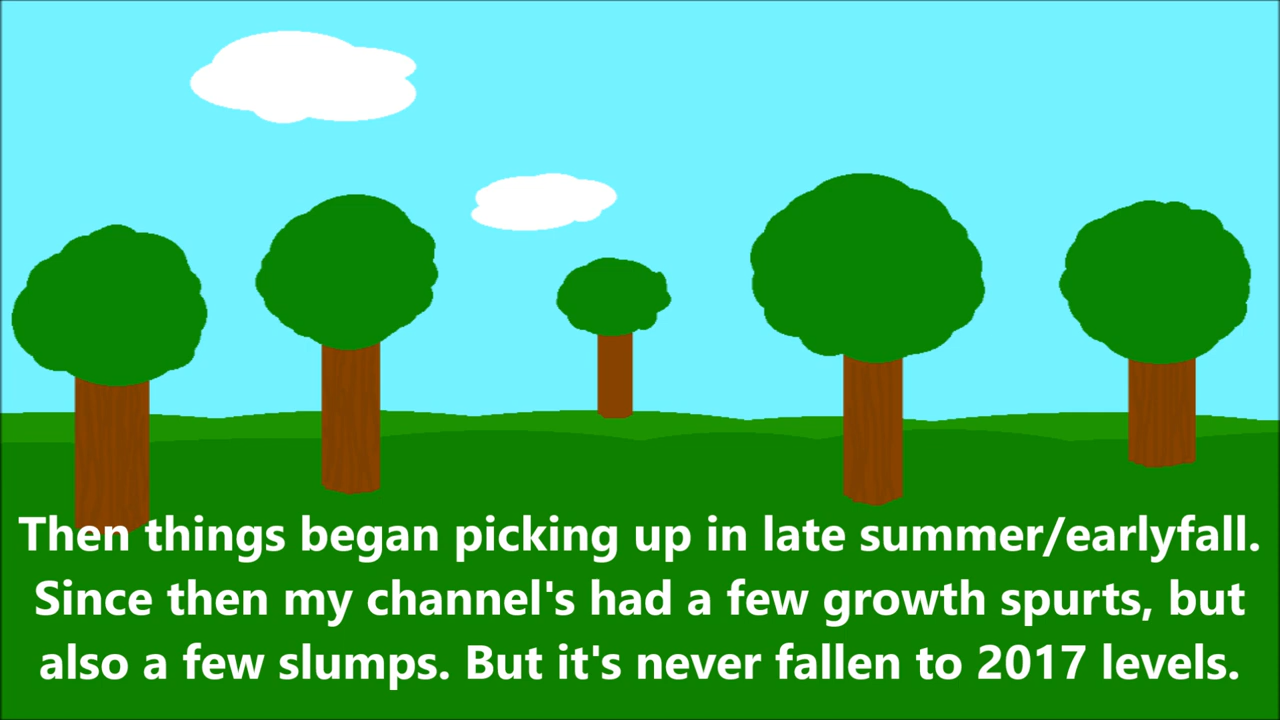 Then things began picking up in late summer/earlyfall.
Since then my channel's had a few growth spurts, but
also a few slumps. But it's never fallen to 2017 levels.